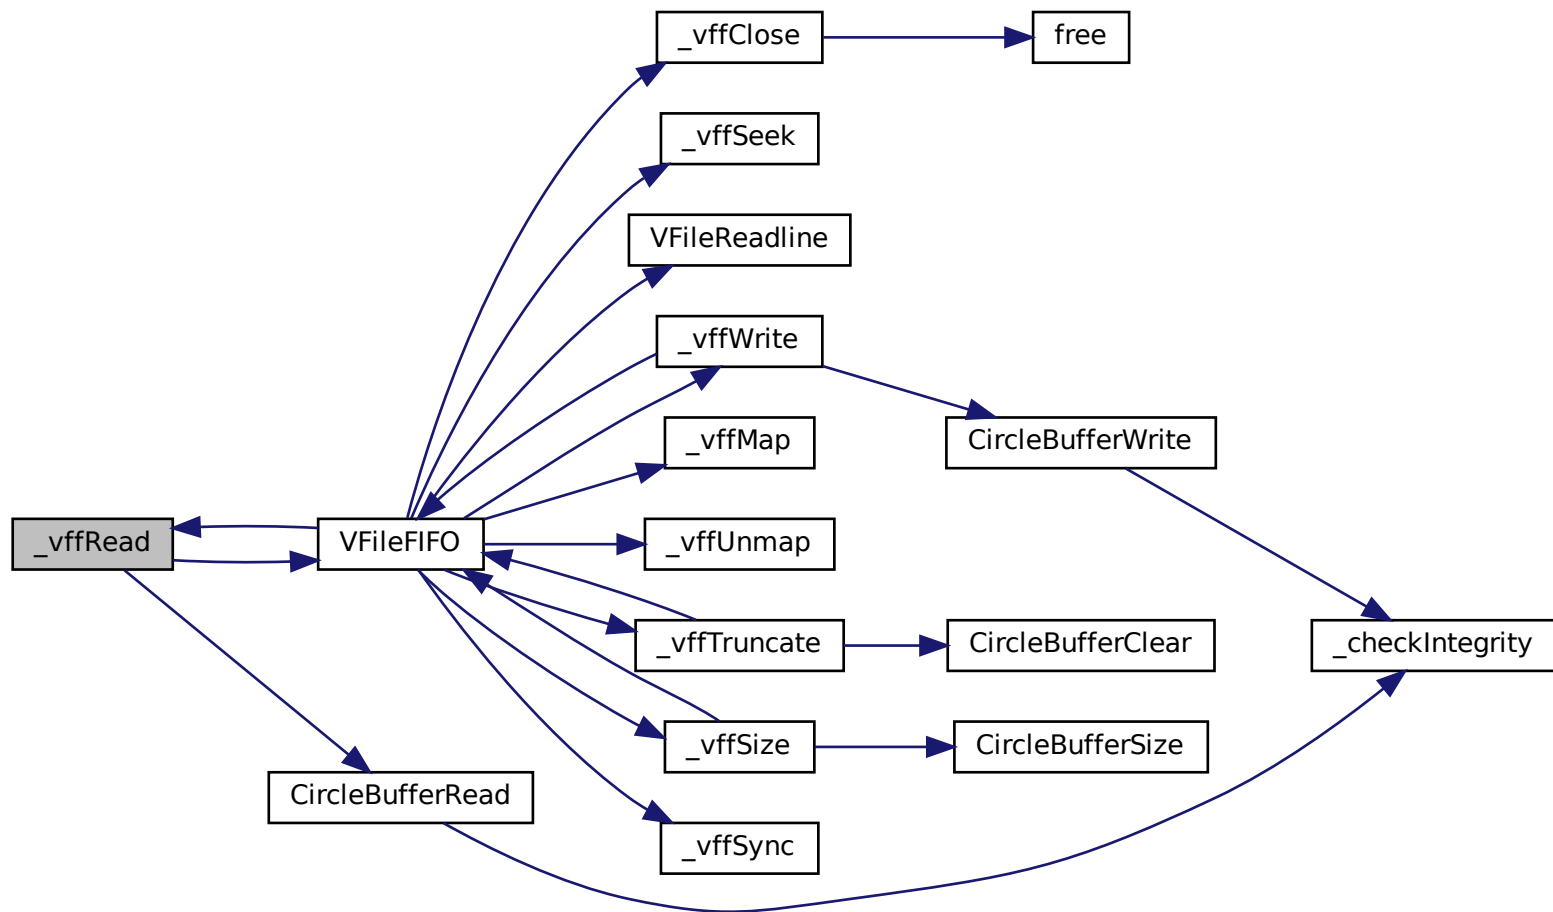 _vffClose
free
_vffSeek
VFileReadline
_vffWrite
_vffMap
CircleBufferWrite
_vffRead
VFileFIFO
_vffUnmap
_vffTruncate
CircleBufferClear
_checkIntegrity
_vffSize
CircleBufferSize
CircleBufferRead
_vffSync